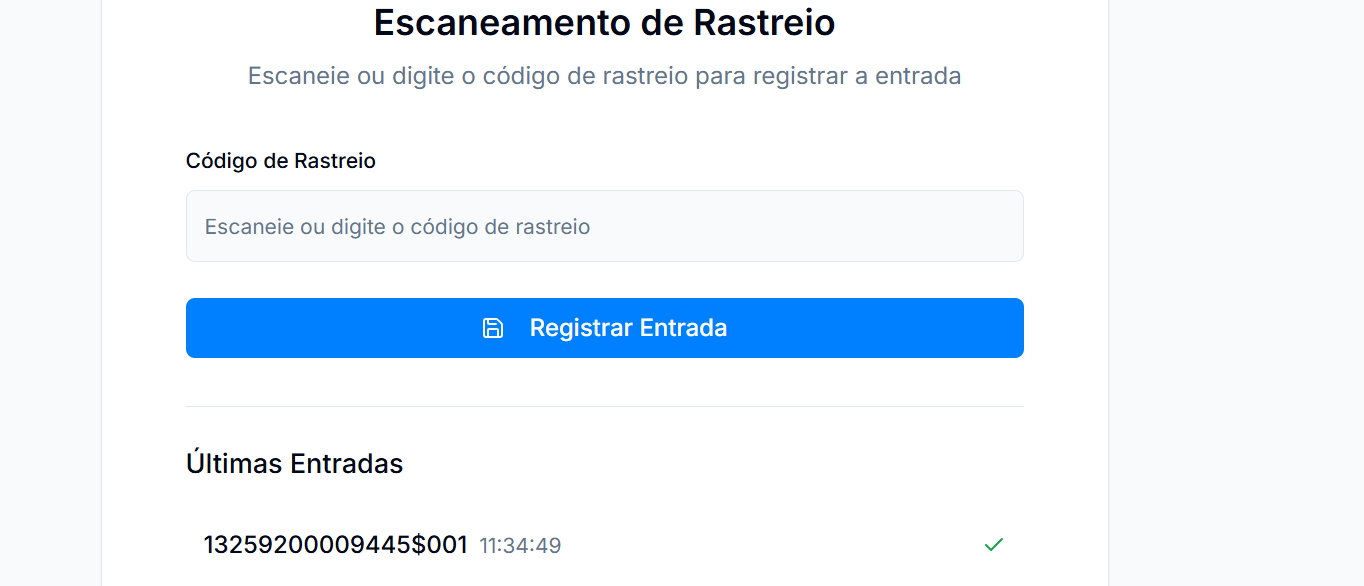 Escaneamento de Rastreio
Escaneie ou digite o código de rastreio para registrar a entrada
Código de Rastreio
Escaneie ou digite o código de rastreio
Registrar Entrada
Últimas Entradas
13259200009445$001 11:34:49